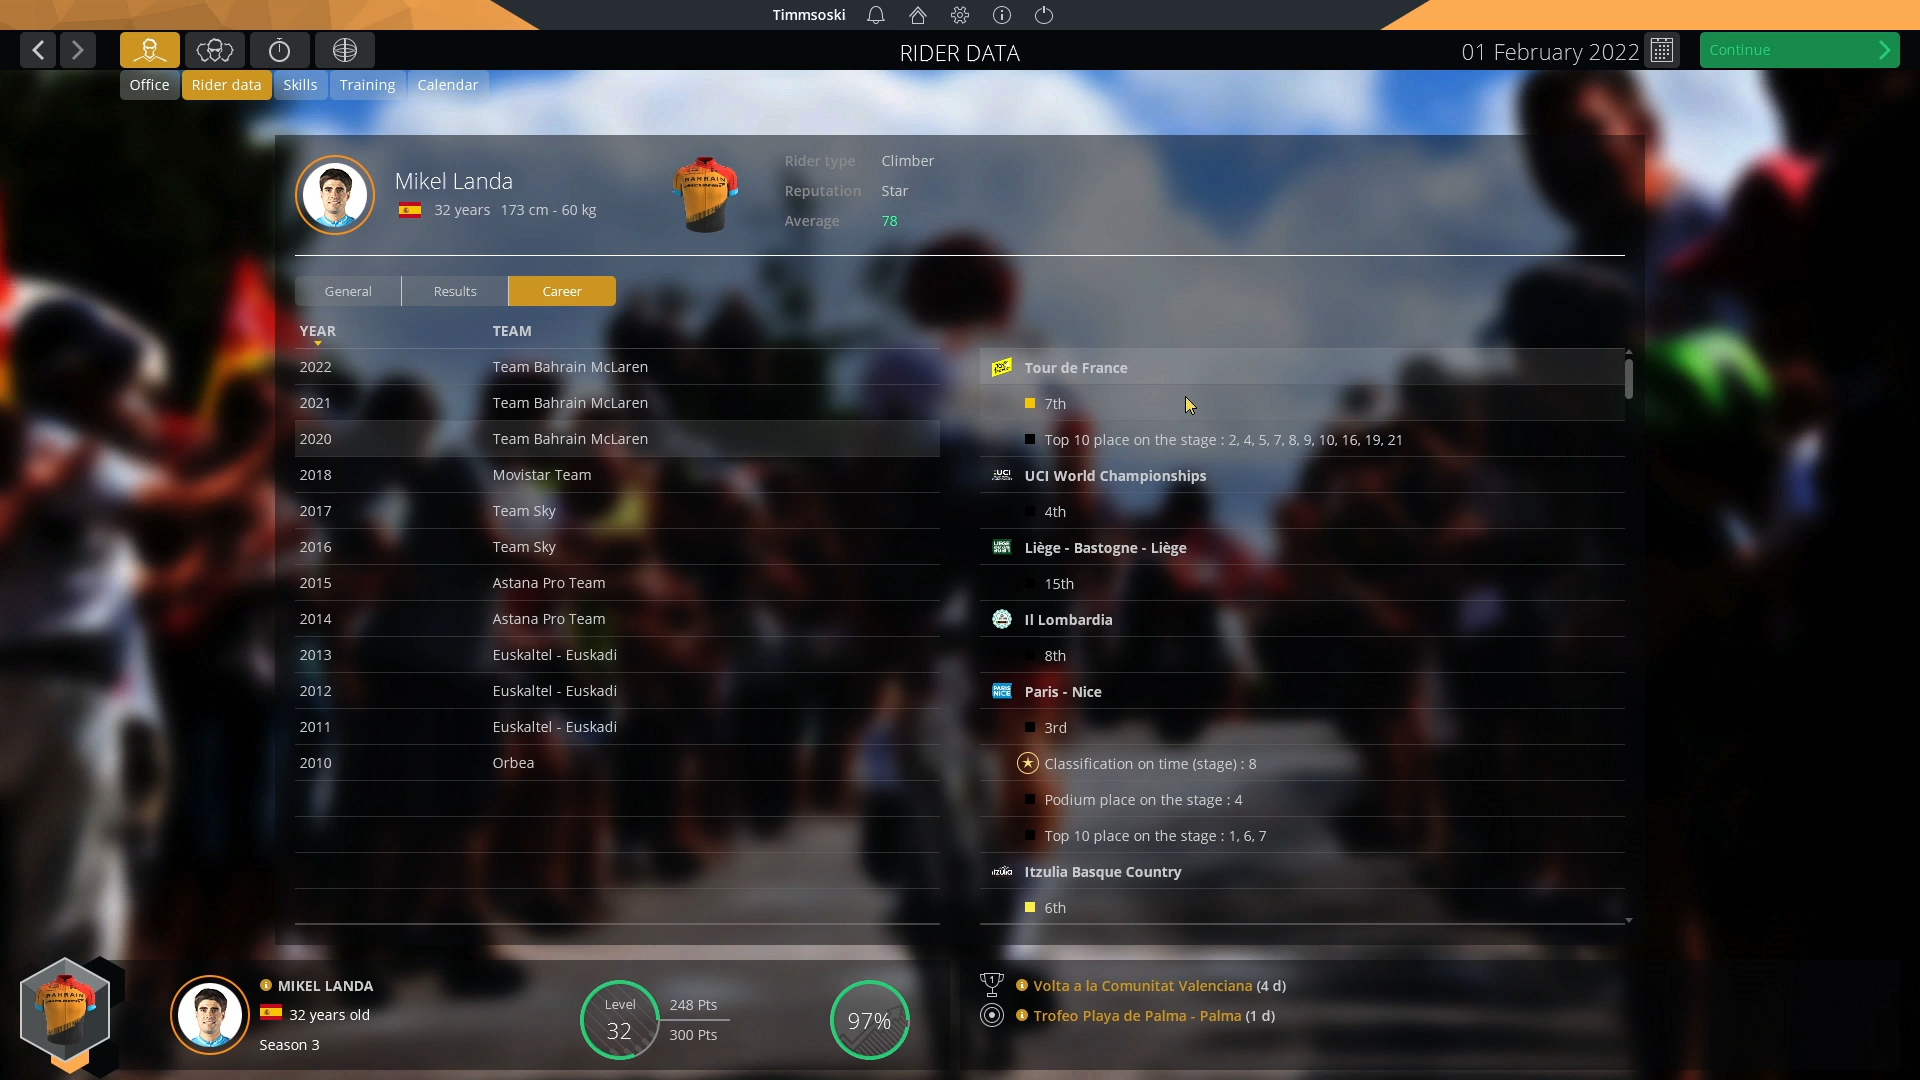 Timmsoski
RIDER DATA
01 February 2022
Continue
Office
Rider data
Skills
Training
Calendar
Mikel Landa
32 years 173 cm - 60 kg
BAHRAIN
Rider type Climber
Reputation Star
Average 78
General
Results
Career
YEAR TEAM
2022 Team Bahrain McLaren
2021 Team Bahrain McLaren
2020 Team Bahrain McLaren
2018 Movistar Team
2017 Team Sky
2016 Team Sky
2015 Astana Pro Team
2014 Astana Pro Team
2013 Euskaltel - Euskadi
2012 Euskaltel - Euskadi
2011 Euskaltel - Euskadi
2010 Orbea
Tour de France
7th
Top 10 place on the stage : 2, 4, 5, 7, 8, 9, 10, 16, 19, 21
UCI UCI World Championships
4th
Liège - Bastogne - Liège
15th
Il Lombardia
8th
PARIS NICE Paris - Nice
3rd
Classification on time (stage) : 8
Podium place on the stage : 4
Top 10 place on the stage : 1, 6, 7
itzulia Itzulia Basque Country
6th
BAHRAIN
MIKEL LANDA
32 years old
Season 3
Level
32
248 Pts
300 Pts
97%
1 Volta a la Comunitat Valenciana (4 d)
Trofeo Playa de Palma - Palma (1 d)